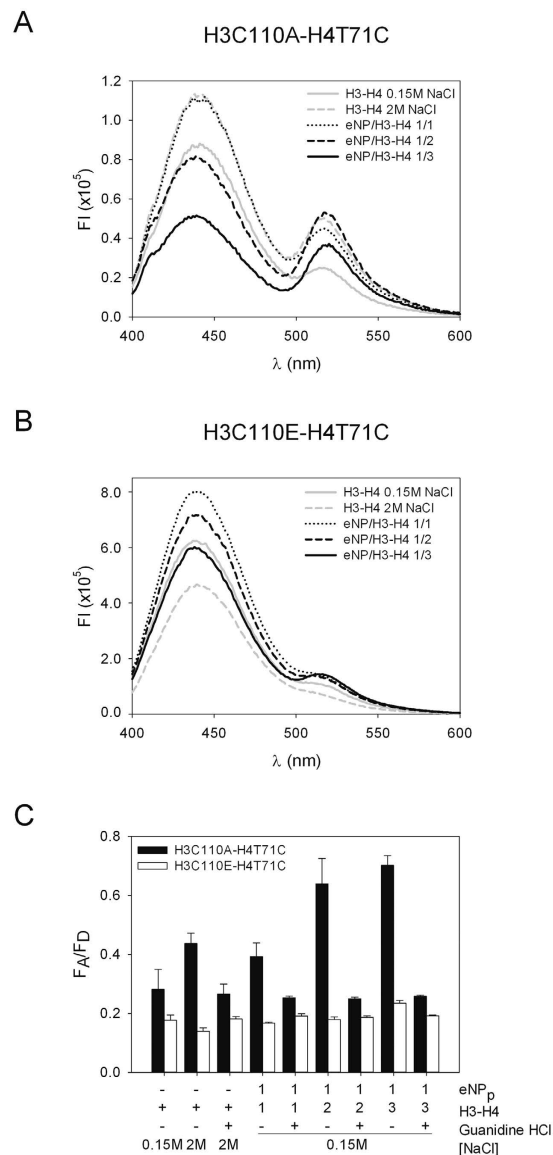 A
H3C110A-H4T71C
H3-H4 0.15M NaCl
H3-H4 2M NaCl
eNP/H3-H4 1/1
eNP/H3-H4 1/2
eNP/H3-H4 1/3
FI (x10⁵)
1.2
1.0
0.8
0.6
0.4
0.2
0.0
400 450 500 550 600
λ (nm)
B
H3C110E-H4T71C
H3-H4 0.15M NaCl
H3-H4 2M NaCl
eNP/H3-H4 1/1
eNP/H3-H4 1/2
eNP/H3-H4 1/3
FI (x10⁵)
8.0
6.0
4.0
2.0
0.0
400 450 500 550 600
λ (nm)
C
H3C110A-H4T71C
H3C110E-H4T71C
FA/FD
0.8
0.6
0.4
0.2
0.0
- - - 1 1 1 1 1 1 eNPp
+ + + 1 1 2 2 3 3 H3-H4
- - + - + - + - + Guanidine HCl
0.15M 2M 2M 0.15M [NaCl]